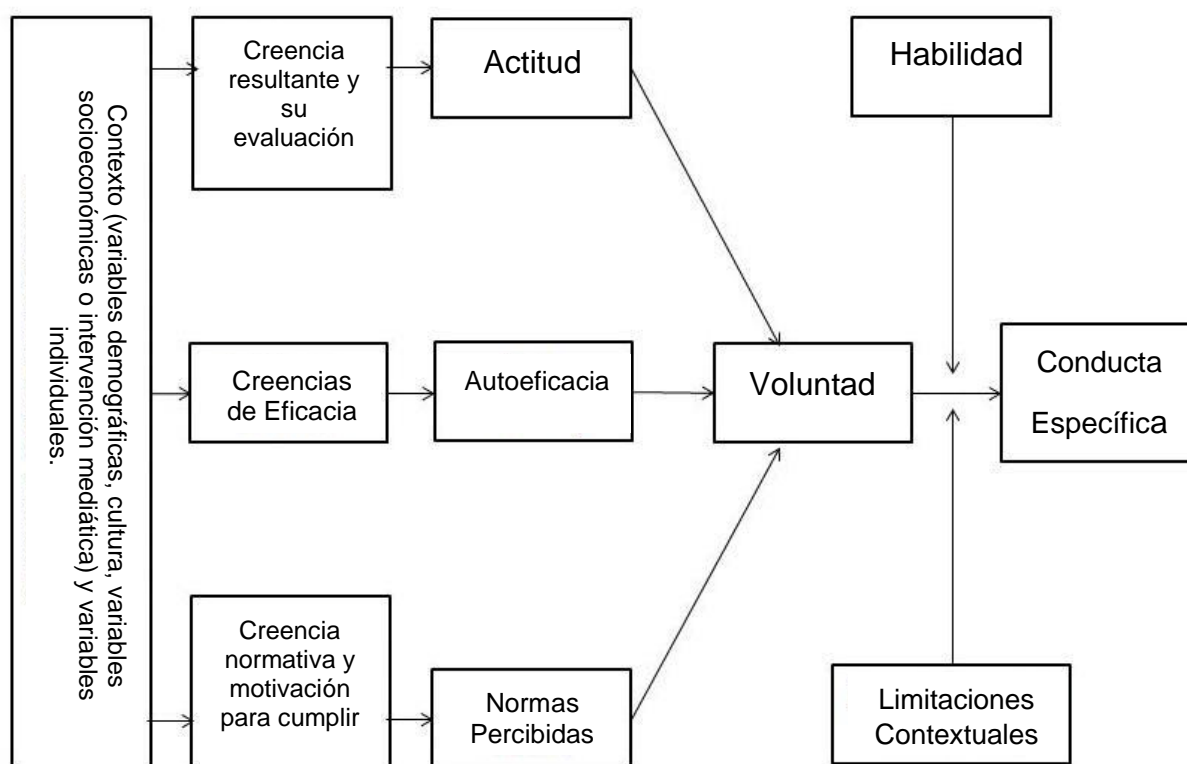 Contexto (variables demográficas, cultura, variables
socioeconómicas o intervención mediática) y variables
individuales.
Creencia
resultante y
su
evaluación
Actitud
Habilidad
Creencias
de Eficacia
Autoeficacia
Voluntad
Conducta
Específica
Creencia
normativa y
motivación
para cumplir
Normas
Percibidas
Limitaciones
Contextuales